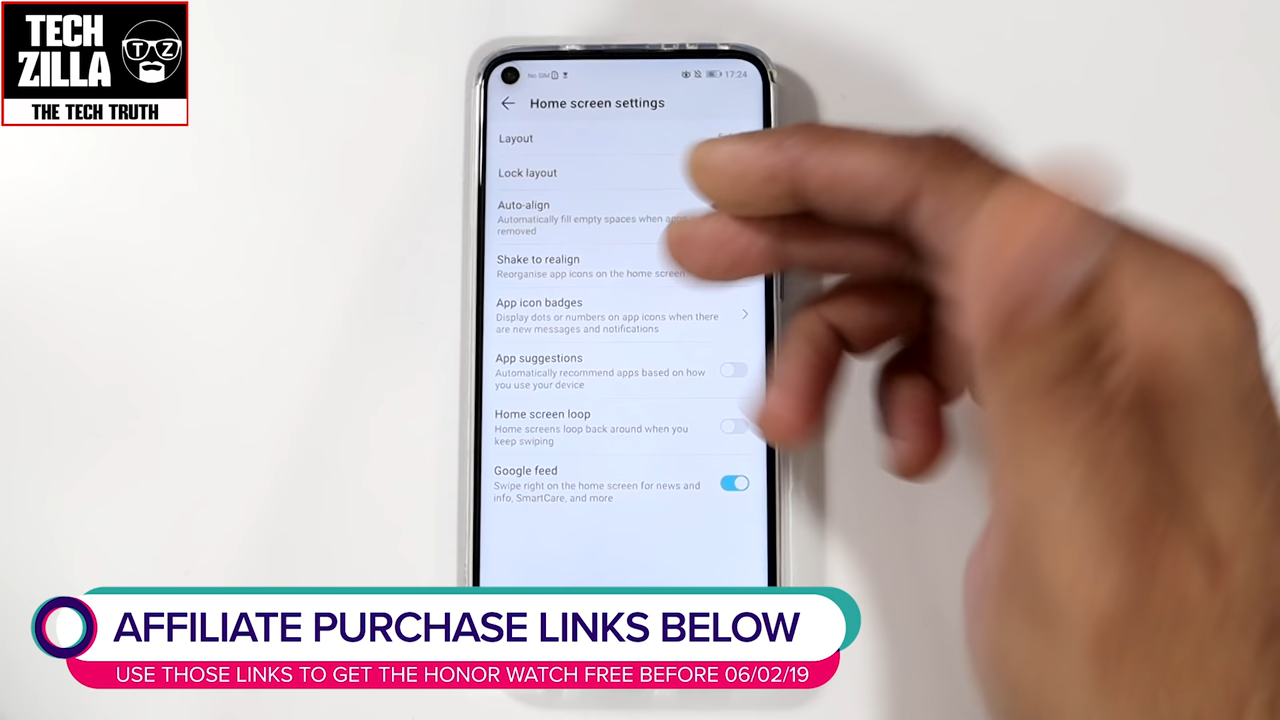 TECH
ZILLA
TZ
THE TECH TRUTH
No SIM
17:24
Home screen settings
Layout
Lock layout
Auto-align
Automatically fill empty spaces when apps
removed
Shake to realign
Reorganise app icons on the home screen
App icon badges
Display dots or numbers on app icons when there
are new messages and notifications
App suggestions
Automatically recommend apps based on how
you use your device
Home screen loop
Home screens loop back around when you
keep swiping
Google feed
Swipe right on the home screen for news and
info, SmartCare, and more
AFFILIATE PURCHASE LINKS BELOW
USE THOSE LINKS TO GET THE HONOR WATCH FREE BEFORE 06/02/19